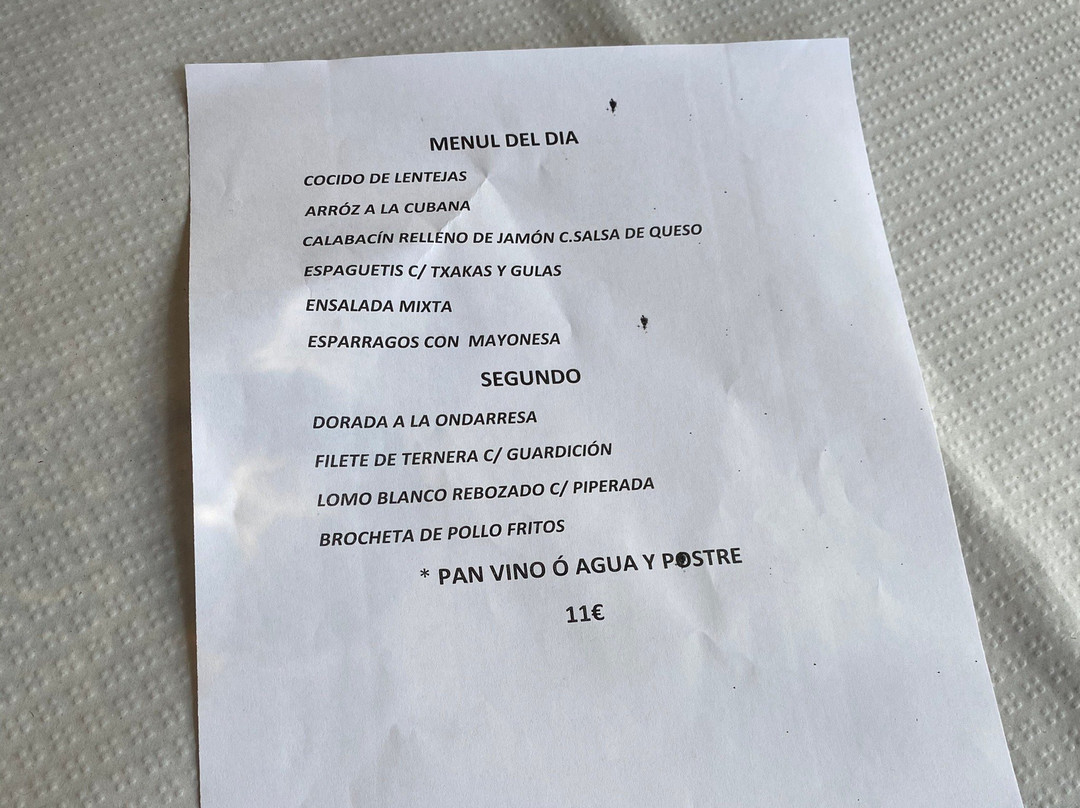 MENUL DEL DIA
COCIDO DE LENTEJAS
ARRÓZ A LA CUBANA
CALABACÍN RELLENO DE JAMÓN C.SALSA DE QUESO
ESPAGUETIS C/ TXAKAS Y GULAS
ENSALADA MIXTA
ESPARRAGOS CON MAYONESA
SEGUNDO
DORADA A LA ONDARRESA
FILETE DE TERNERA C/ GUARDICIÓN
LOMO BLANCO REBOZADO C/ PIPERADA
BROCHETA DE POLLO FRITOS
* PAN VINO Ó AGUA Y POSTRE
11€